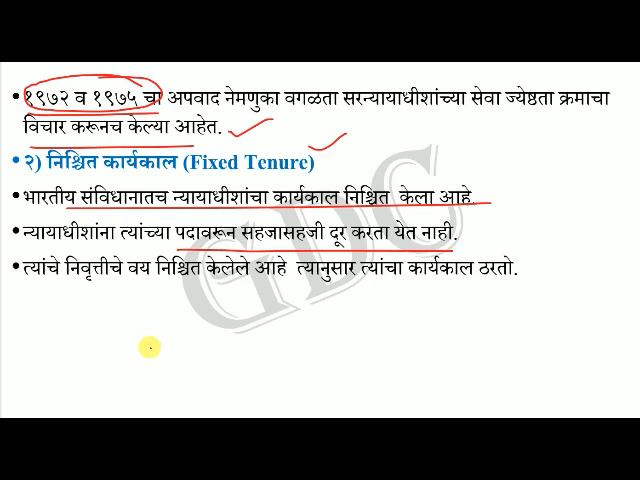 • १९७२ व १९७५ चा अपवाद नेमणुका वगळता सरन्यायाधीशांच्या सेवा ज्येष्ठता क्रमाचा
विचार करूनच केल्या आहेत.
• २) निश्चित कार्यकाल (Fixed Tenure)
• भारतीय संविधानातच न्यायाधीशांचा कार्यकाल निश्चित केला आहे.
• न्यायाधीशांना त्यांच्या पदावरून सहजासहजी दूर करता येत नाही.
• त्यांचे निवृत्तीचे वय निश्चित केलेले आहे त्यानुसार त्यांचा कार्यकाल ठरतो.
GDC